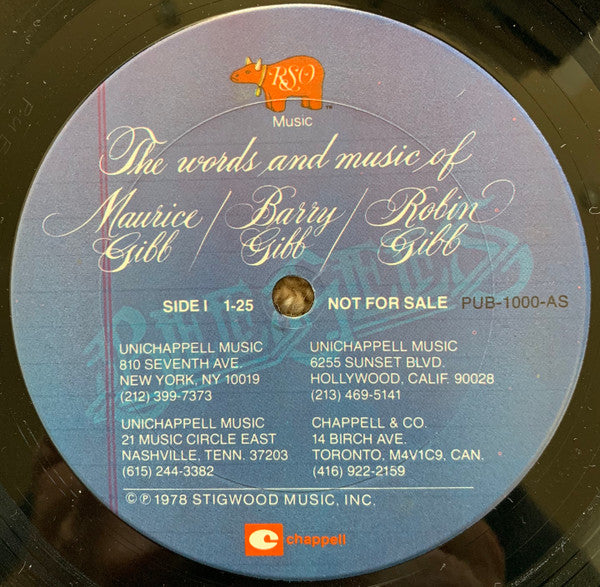 RSO
Music
The words and music of
Maurice Gibb / Barry Gibb / Robin Gibb
SIDE I 1-25 NOT FOR SALE PUB-1000-AS
UNICHAPPELL MUSIC
810 SEVENTH AVE.
NEW YORK, NY 10019
(212) 399-7373
UNICHAPPELL MUSIC
6255 SUNSET BLVD.
HOLLYWOOD, CALIF. 90028
(213) 469-5141
UNICHAPPELL MUSIC
21 MUSIC CIRCLE EAST
NASHVILLE, TENN. 37203
(615) 244-3382
CHAPPELL & CO.
14 BIRCH AVE.
TORONTO, M4V1C9, CAN.
(416) 922-2159
© ℗ 1978 STIGWOOD MUSIC, INC.
chappell